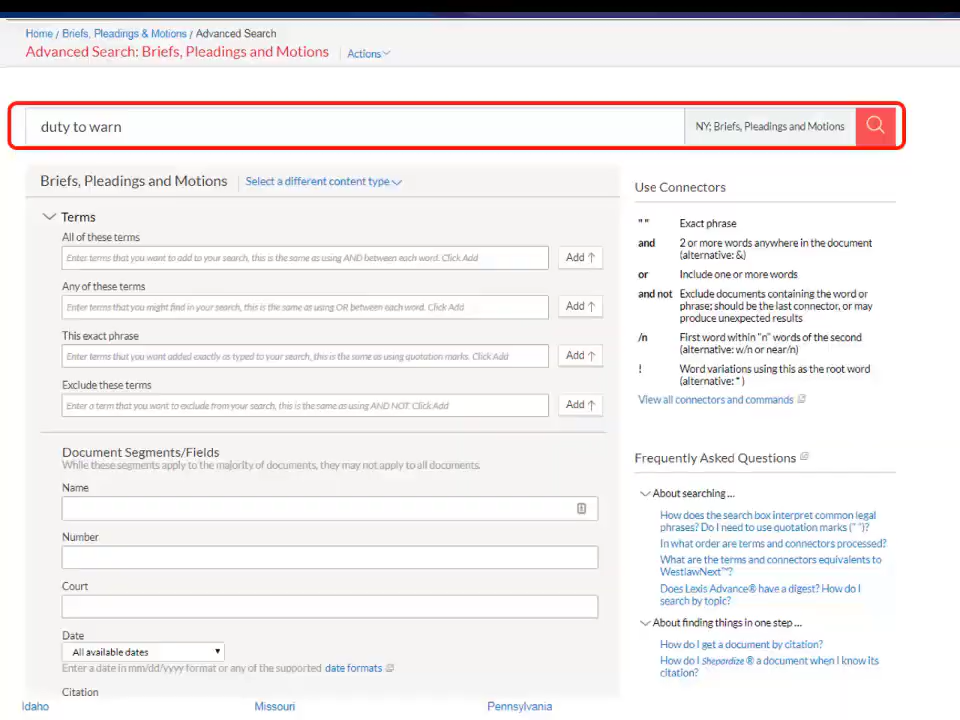 Home / Briefs, Pleadings & Motions / Advanced Search
Advanced Search: Briefs, Pleadings and Motions
Actions
duty to warn
NY; Briefs, Pleadings and Motions
Briefs, Pleadings and Motions
Select a different content type
Terms
All of these terms
Enter terms that you want to add to your search, this is the same as using AND between each word. Click Add
Add ↑
Any of these terms
Enter terms that you might find in your search, this is the same as using OR between each word. Click Add
Add ↑
This exact phrase
Enter terms that you want added exactly as typed to your search, this is the same as using quotation marks. Click Add
Add ↑
Exclude these terms
Enter a term that you want to exclude from your search, this is the same as using AND NOT. Click Add
Add ↑
Document Segments/Fields
While these segments apply to the majority of documents, they may not apply to all documents.
Name
Number
Court
Date
All available dates
Enter a date in mm/dd/yyyy format or any of the supported date formats
Citation
Use Connectors
" " Exact phrase
and 2 or more words anywhere in the document
(alternative: &)
or Include one or more words
and not Exclude documents containing the word or
phrase; should be the last connector, or may
produce unexpected results
/n First word within "n" words of the second
(alternative: w/n or near/n)
! Word variations using this as the root word
(alternative: * )
View all connectors and commands
Frequently Asked Questions
About searching ...
How does the search box interpret common legal
phrases? Do I need to use quotation marks (" ")?
In what order are terms and connectors processed?
What are the terms and connectors equivalents to
WestlawNext™?
Does Lexis Advance® have a digest? How do I
search by topic?
About finding things in one step ...
How do I get a document by citation?
How do I Shepardize ® a document when I know its
citation?
Idaho
Missouri
Pennsylvania